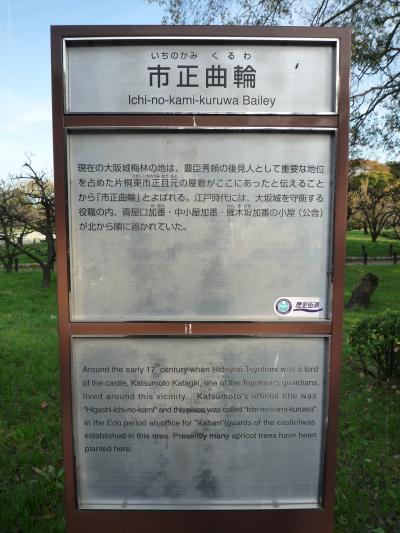 いちのかみ くるわ
市正曲輪
Ichi-no-kami-kuruwa Bailey
現在の大阪城梅林の地は、豊臣秀頼の後見人として重要な地位
を占めた片桐東市正且元の屋敷がここにあったと伝えること
から「市正曲輪」とよばれる。江戸時代には、大坂城を守衛する
役職の内、青屋口加番・中小屋加番・雁木坂加番の小屋（公舎）
が北から順に置かれていた。
歴史街道
Around the early 17th century when Hideyori Toyotomi was a lord
of the castle, Katsumoto Katagiri, one of the Toyotomi's guardians,
lived around this vicinity. Katsumoto's official title was
"Higashi-ichi-no-kami" and this place was called "Ichi-no-kami-kuruwa".
In the Edo period an office for "Kaban"(guards of the castle)was
established in this area. Presently many apricot trees have been
planted here.